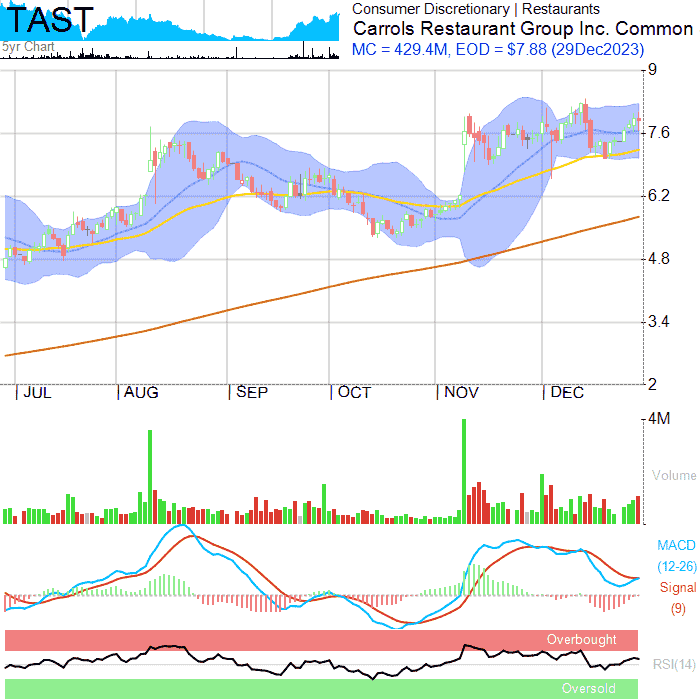 TAST
5yr Chart
Consumer Discretionary | Restaurants
Carrols Restaurant Group Inc. Common
MC = 429.4M, EOD = $7.88 (29Dec2023)
9
7.6
6.2
4.8
3.4
2
JUL AUG SEP OCT NOV DEC
4M
Volume
MACD
(12-26)
Signal
(9)
Overbought
RSI(14)
Oversold